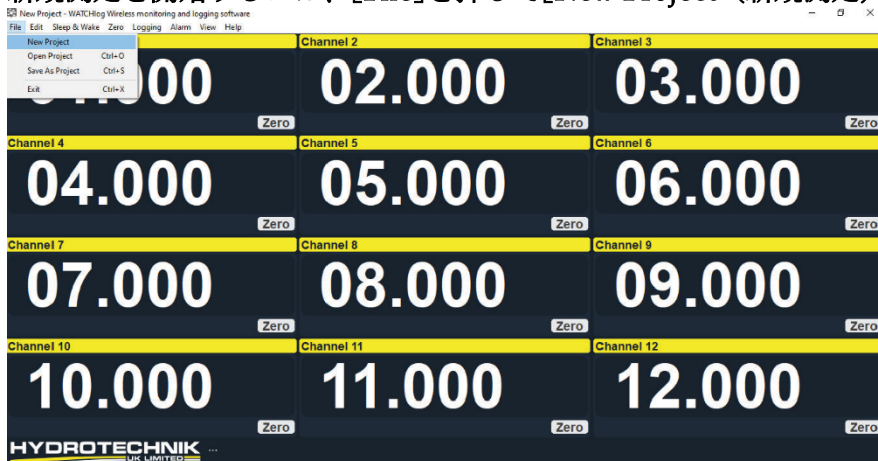 New Project - WATCHlog Wireless monitoring and logging software
File Edit Sleep & Wake Zero Logging Alarm View Help
New Project
Open Project Ctrl+O
Save As Project Ctrl+S
Exit Ctrl+X
Channel 2
Channel 3
02.000
03.000
Zero
Zero
Zero
Channel 4
Channel 5
Channel 6
04.000
05.000
06.000
Zero
Zero
Zero
Channel 7
Channel 8
Channel 9
07.000
08.000
09.000
Zero
Zero
Zero
Channel 10
Channel 11
Channel 12
10.000
11.000
12.000
Zero
Zero
Zero
HYDROTECHNIK ...
UK LIMITED